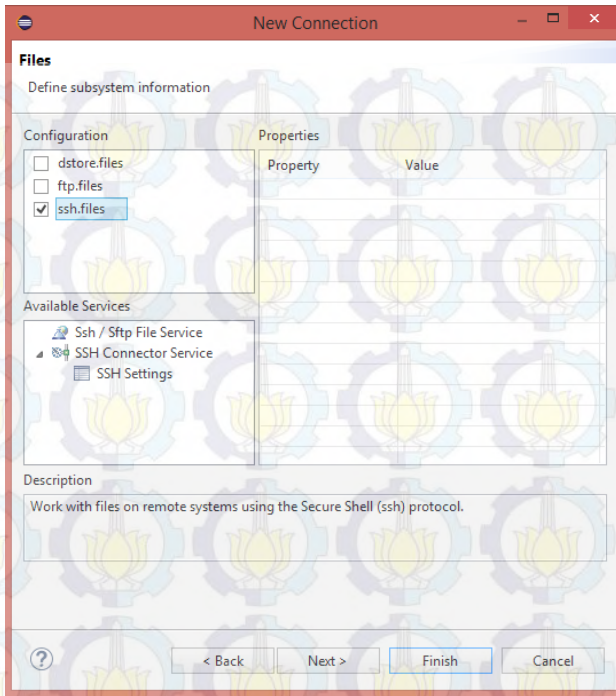 New Connection
Files
Define subsystem information
Configuration
dstore.files
ftp.files
ssh.files
Properties
Property Value
Available Services
Ssh / Sftp File Service
SSH Connector Service
SSH Settings
Description
Work with files on remote systems using the Secure Shell (ssh) protocol.
? < Back Next > Finish Cancel